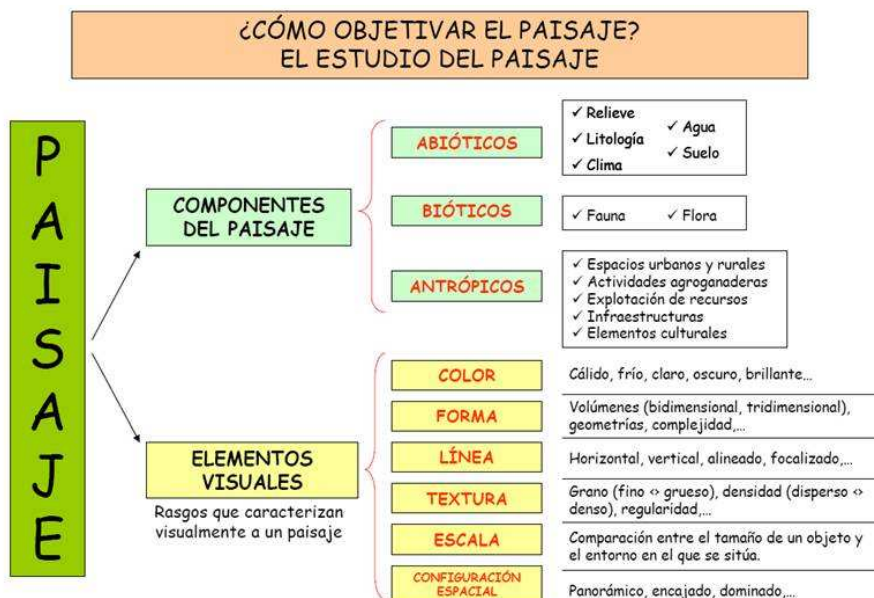 ¿CÓMO OBJETIVAR EL PAISAJE?
EL ESTUDIO DEL PAISAJE
PAISAJE
COMPONENTES
DEL PAISAJE
ABIÓTICOS
✓ Relieve
✓ Litología
✓ Clima
✓ Agua
✓ Suelo
BIÓTICOS
✓ Fauna
✓ Flora
ANTRÓPICOS
✓ Espacios urbanos y rurales
✓ Actividades agroganaderas
✓ Explotación de recursos
✓ Infraestructuras
✓ Elementos culturales
ELEMENTOS
VISUALES
Rasgos que caracterizan
visualmente a un paisaje
COLOR
Cálido, frío, claro, oscuro, brillante...
FORMA
Volúmenes (bidimensional, tridimensional),
geometrías, complejidad,...
LÍNEA
Horizontal, vertical, alineado, focalizado,...
TEXTURA
Grano (fino <> grueso), densidad (disperso <>
denso), regularidad,...
ESCALA
Comparación entre el tamaño de un objeto y
el entorno en el que se sitúa.
CONFIGURACIÓN
ESPACIAL
Panorámico, encajado, dominado,...